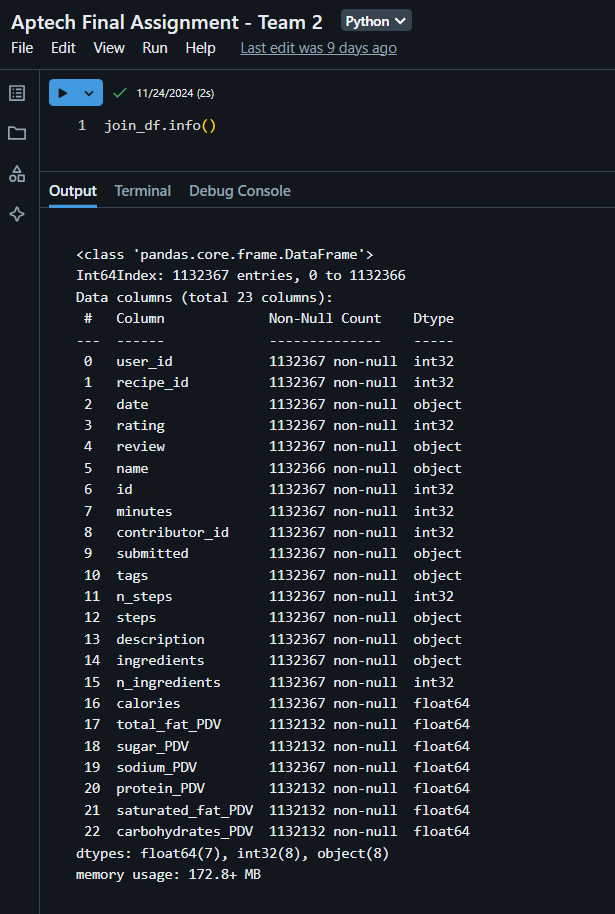 Aptech Final Assignment - Team 2 Python
File Edit View Run Help Last edit was 9 days ago
11/24/2024 (2s)
1 join_df.info()
Output Terminal Debug Console
<class 'pandas.core.frame.DataFrame'>
Int64Index: 1132367 entries, 0 to 1132366
Data columns (total 23 columns):
 #   Column             Non-Null Count    Dtype
---  ------             --------------    -----
 0   user_id            1132367 non-null  int32
 1   recipe_id          1132367 non-null  int32
 2   date               1132367 non-null  object
 3   rating             1132367 non-null  int32
 4   review             1132367 non-null  object
 5   name               1132366 non-null  object
 6   id                 1132367 non-null  int32
 7   minutes            1132367 non-null  int32
 8   contributor_id     1132367 non-null  int32
 9   submitted          1132367 non-null  object
 10  tags               1132367 non-null  object
 11  n_steps            1132367 non-null  int32
 12  steps              1132367 non-null  object
 13  description        1132367 non-null  object
 14  ingredients        1132367 non-null  object
 15  n_ingredients      1132367 non-null  int32
 16  calories           1132367 non-null  float64
 17  total_fat_PDV      1132132 non-null  float64
 18  sugar_PDV          1132132 non-null  float64
 19  sodium_PDV         1132367 non-null  float64
 20  protein_PDV        1132132 non-null  float64
 21  saturated_fat_PDV  1132132 non-null  float64
 22  carbohydrates_PDV  1132132 non-null  float64
dtypes: float64(7), int32(8), object(8)
memory usage: 172.8+ MB